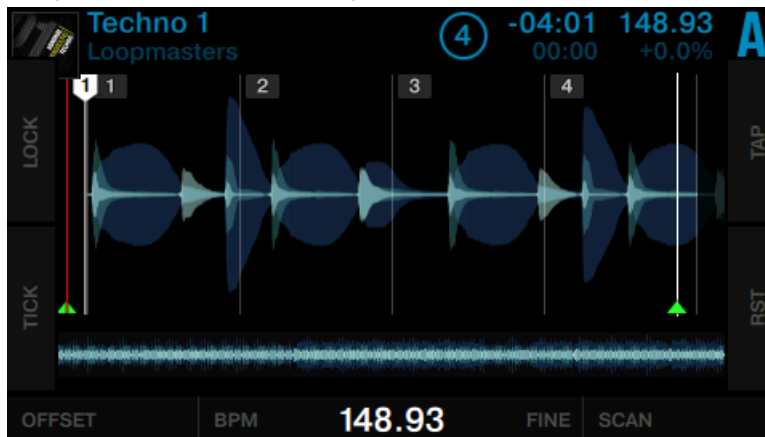 Techno 1
Loopmasters
4
-04:01
148.93
00:00
+0.0%
A
LOCK
TICK
1
1
2
3
4
TAP
RST
OFFSET
BPM
148.93
FINE
SCAN